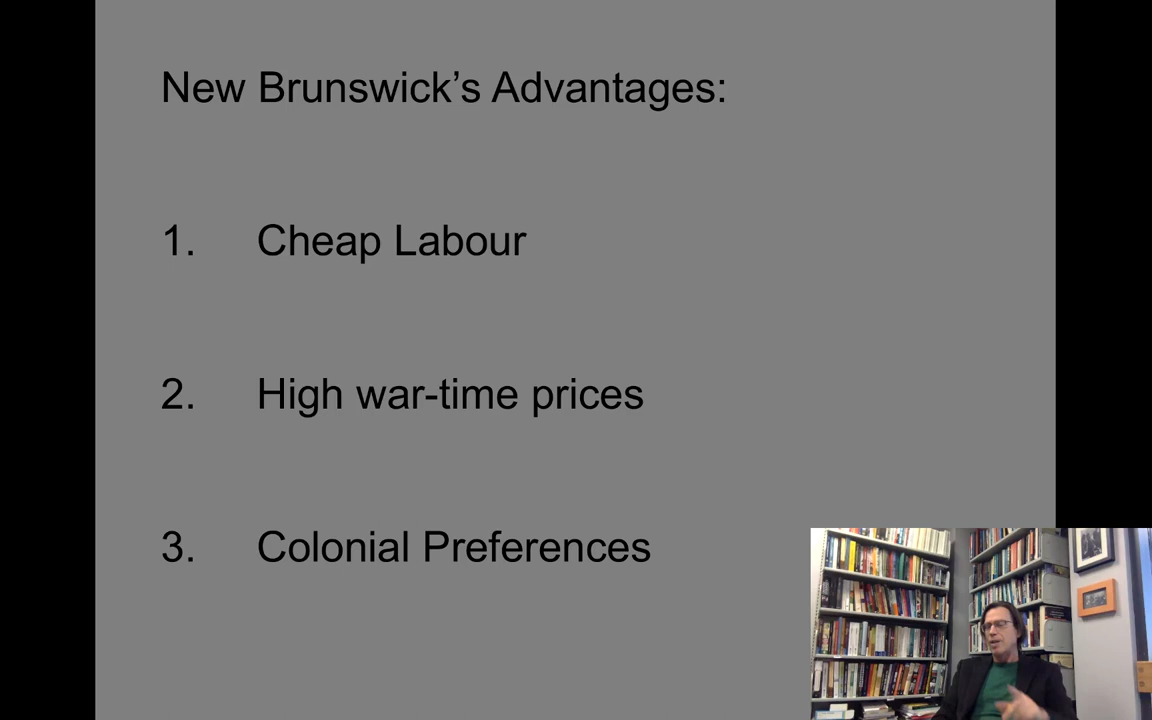 New Brunswick’s Advantages:
1. Cheap Labour
2. High war-time prices
3. Colonial Preferences